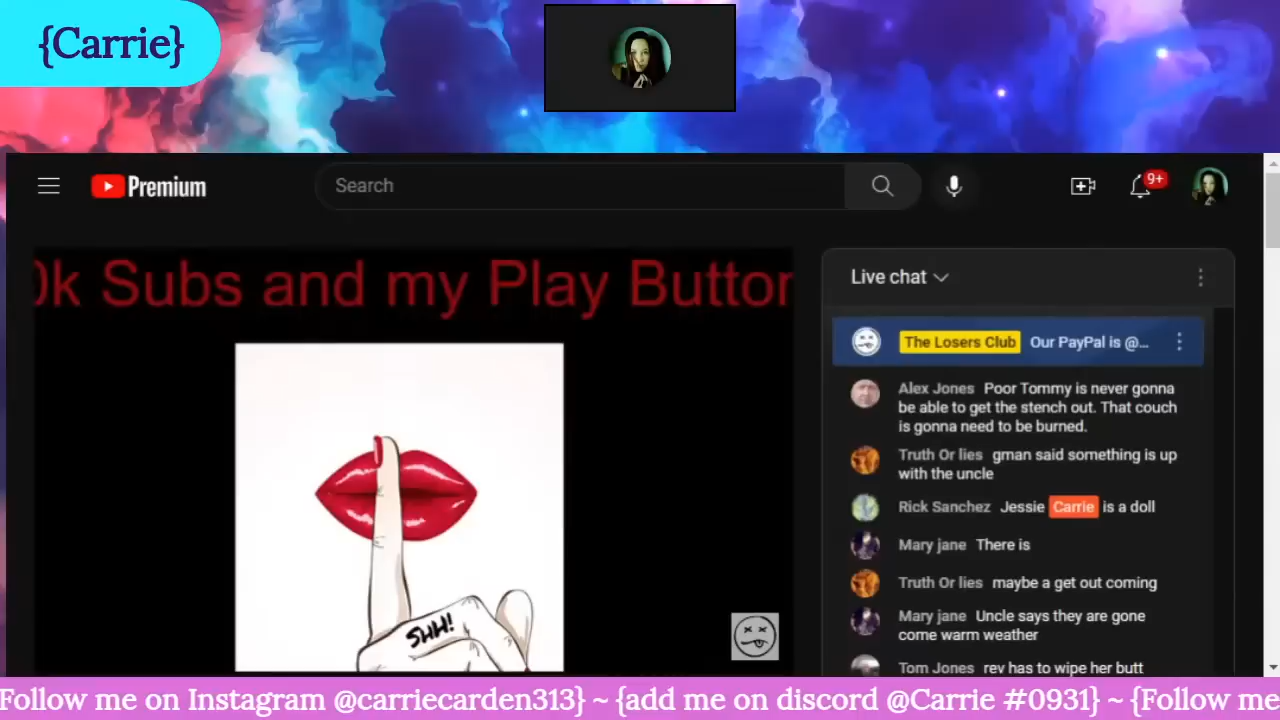 {Carrie}
Premium
Search
9+
0k Subs and my Play Button
Live chat
The Losers Club Our PayPal is @...
Alex Jones Poor Tommy is never gonna
be able to get the stench out. That couch
is gonna need to be burned.
Truth Or lies gman said something is up
with the uncle
Rick Sanchez Jessie Carrie is a doll
Mary jane There is
Truth Or lies maybe a get out coming
Mary jane Uncle says they are gone
come warm weather
Tom Jones rev has to wipe her butt
SHH!
Follow me on Instagram @carriecarden313} ~ {add me on discord @Carrie #0931} ~ {Follow me